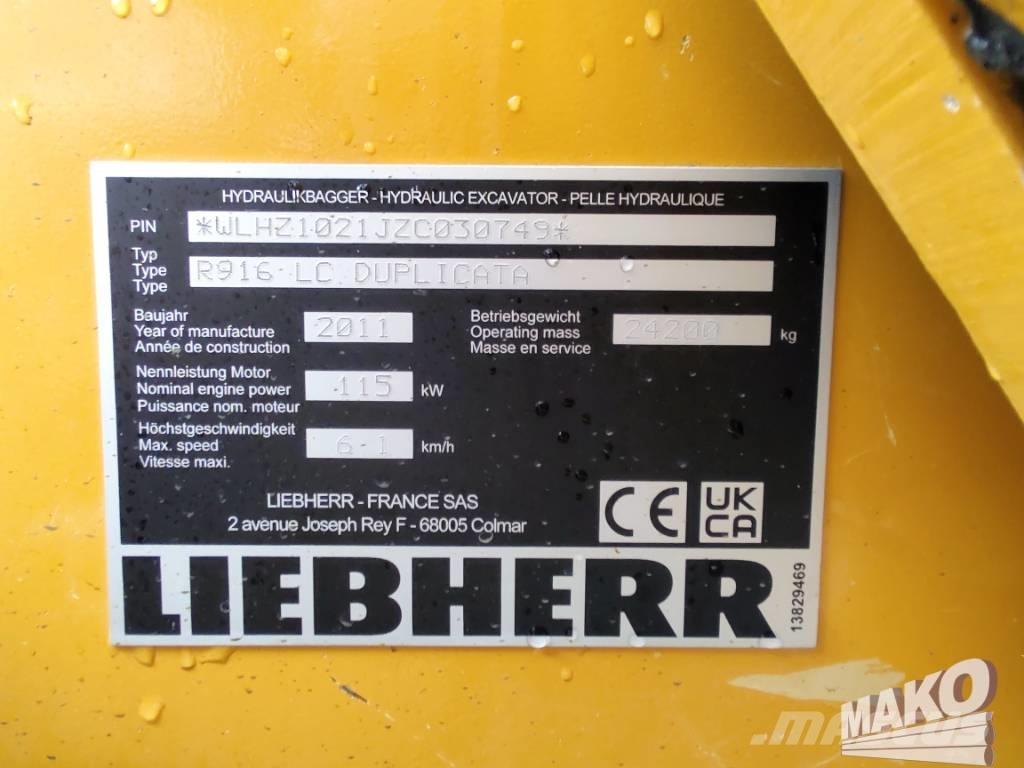 HYDRAULIKBAGGER - HYDRAULIC EXCAVATOR - PELLE HYDRAULIQUE
PIN *WLHZ1021JZC030749*
Typ
Type
Type
R916 LC DUPLICATA
Baujahr
Year of manufacture
Année de construction
2011
Betriebsgewicht
Operating mass
Masse en service
24200 kg
Nennleistung Motor
Nominal engine power
Puissance nom. moteur
115 kW
Höchstgeschwindigkeit
Max. speed
Vitesse maxi.
6-1 km/h
LIEBHERR - FRANCE SAS
2 avenue Joseph Rey F - 68005 Colmar
CE
UK
CA
LIEBHERR
13829469
MAKO
MASCUS